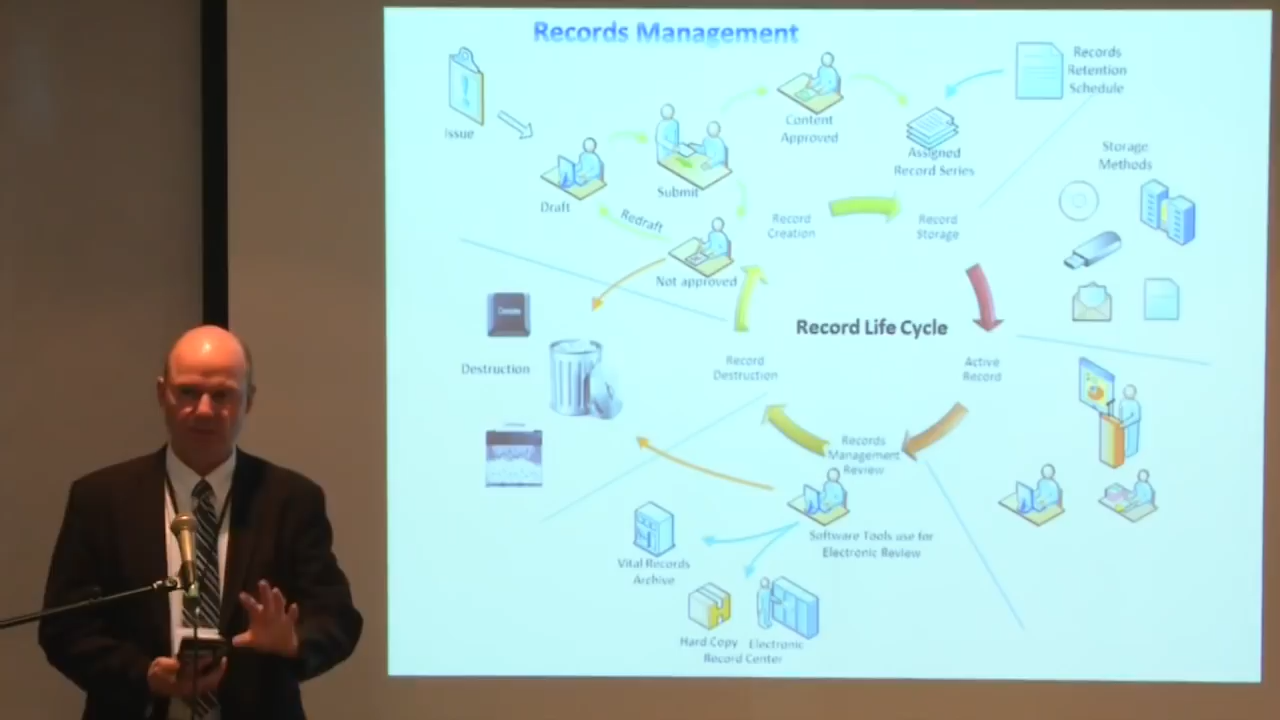 Records Management
Issue
Draft
Submit
Redraft
Not approved
Content
Approved
Assigned
Record Series
Records
Retention
Schedule
Storage
Methods
Record
Creation
Record
Storage
Record Life Cycle
Active
Record
Records
Management
Review
Record
Destruction
Destruction
Software Tools use for
Electronic Review
Vital Records
Archive
Hard Copy Electronic
Record Center